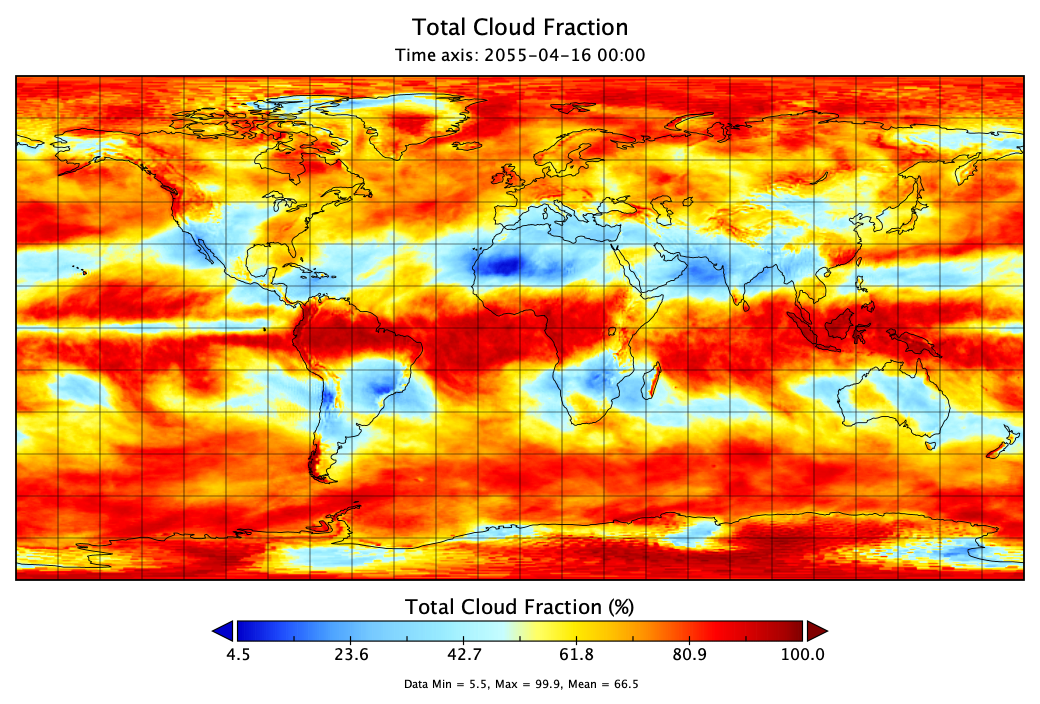 Total Cloud Fraction
Time axis: 2055-04-16 00:00
Total Cloud Fraction (%)
4.5 23.6 42.7 61.8 80.9 100.0
Data Min = 5.5, Max = 99.9, Mean = 66.5